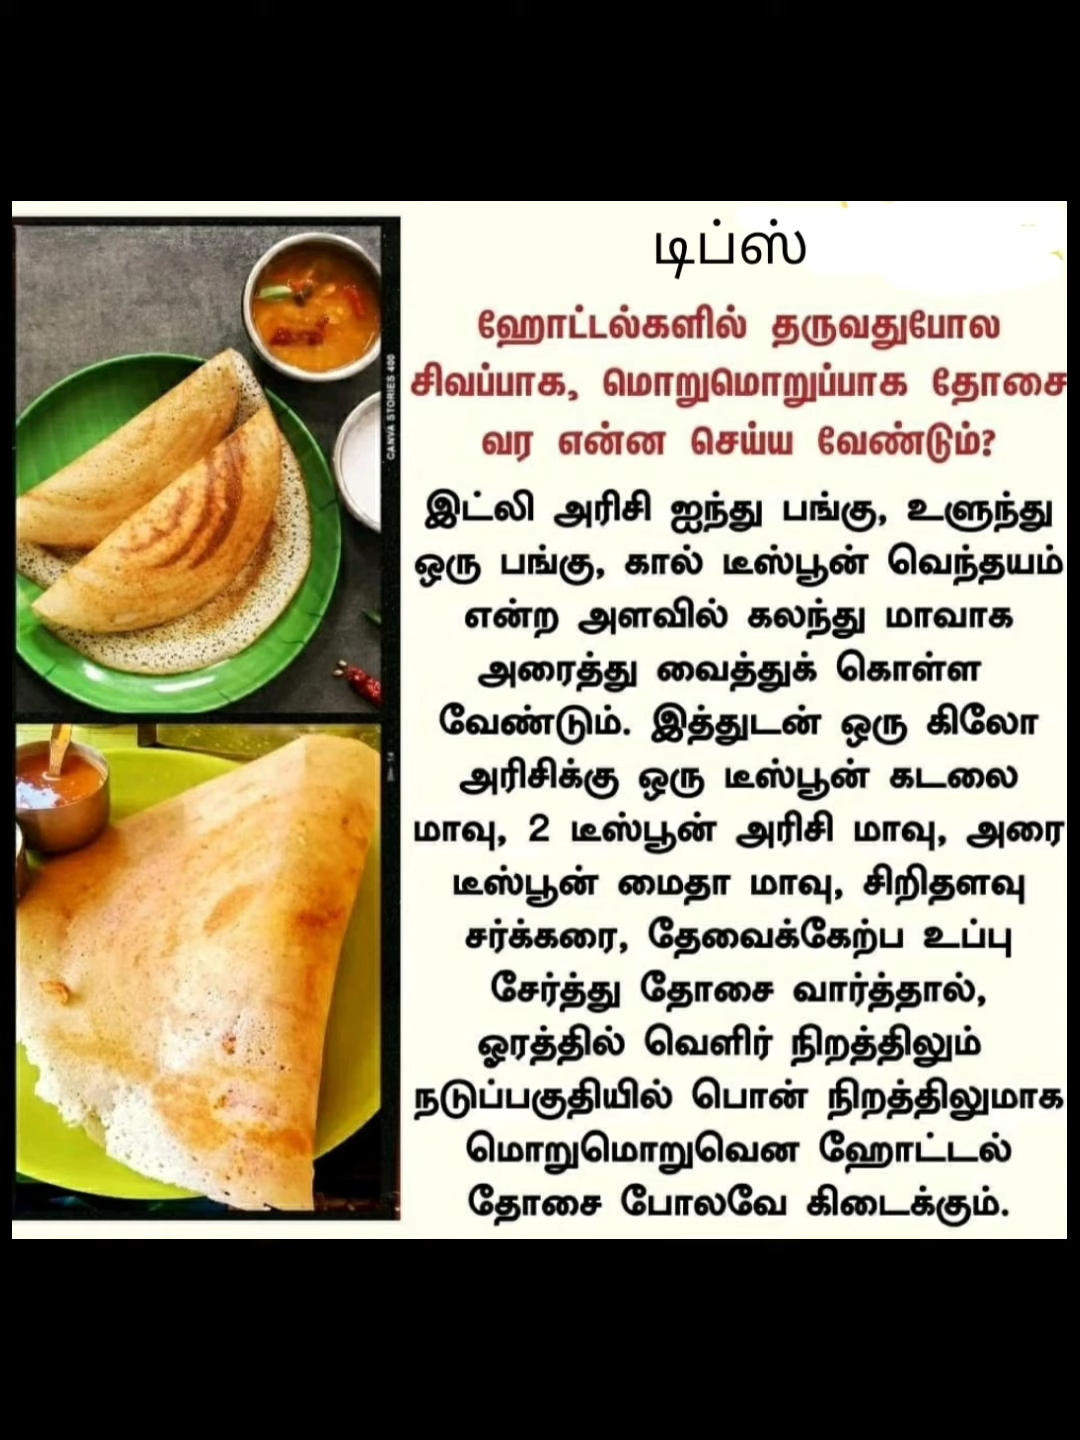 டிப்ஸ்
ஹோட்டல்களில் தருவதுபோல
சிவப்பாக, மொறுமொறுப்பாக தோசை
வர என்ன செய்ய வேண்டும்?
இட்லி அரிசி ஐந்து பங்கு, உளுந்து
ஒரு பங்கு, கால் டீஸ்பூன் வெந்தயம்
என்ற அளவில் கலந்து மாவாக
அரைத்து வைத்துக் கொள்ள
வேண்டும். இத்துடன் ஒரு கிலோ
அரிசிக்கு ஒரு டீஸ்பூன் கடலை
மாவு, 2 டீஸ்பூன் அரிசி மாவு, அரை
டீஸ்பூன் மைதா மாவு, சிறிதளவு
சர்க்கரை, தேவைக்கேற்ப உப்பு
சேர்த்து தோசை வார்த்தால்,
ஓரத்தில் வெளிர் நிறத்திலும்
நடுப்பகுதியில் பொன் நிறத்திலுமாக
மொறுமொறுவென ஹோட்டல்
தோசை போலவே கிடைக்கும்.
CANVA STORIES 400